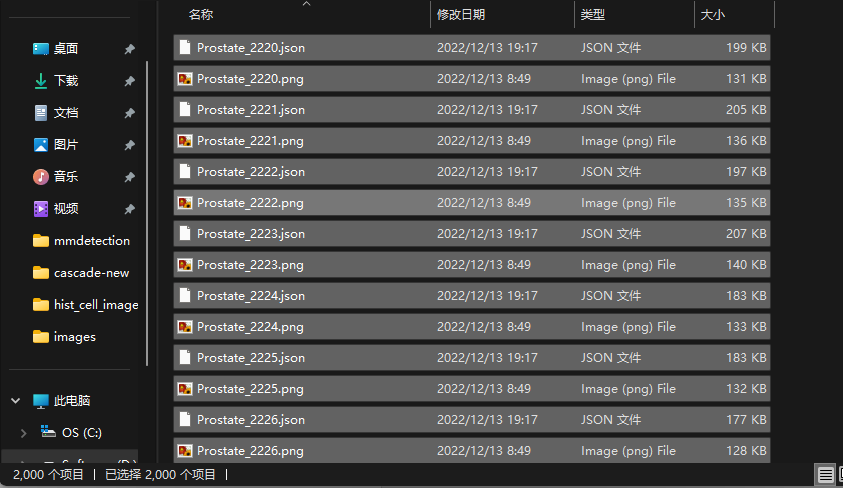 名称 修改日期 类型 大小
桌面
下载
文档
图片
音乐
视频
mmdetection
cascade-new
hist_cell_image
images
此电脑
OS (C:)
Prostate_2220.json 2022/12/13 19:17 JSON 文件 199 KB
Prostate_2220.png 2022/12/13 8:49 Image (png) File 131 KB
Prostate_2221.json 2022/12/13 19:17 JSON 文件 205 KB
Prostate_2221.png 2022/12/13 8:49 Image (png) File 136 KB
Prostate_2222.json 2022/12/13 19:17 JSON 文件 197 KB
Prostate_2222.png 2022/12/13 8:49 Image (png) File 135 KB
Prostate_2223.json 2022/12/13 19:17 JSON 文件 207 KB
Prostate_2223.png 2022/12/13 8:49 Image (png) File 140 KB
Prostate_2224.json 2022/12/13 19:17 JSON 文件 183 KB
Prostate_2224.png 2022/12/13 8:49 Image (png) File 133 KB
Prostate_2225.json 2022/12/13 19:17 JSON 文件 183 KB
Prostate_2225.png 2022/12/13 8:49 Image (png) File 132 KB
Prostate_2226.json 2022/12/13 19:17 JSON 文件 177 KB
Prostate_2226.png 2022/12/13 8:49 Image (png) File 128 KB
2,000 个项目 已选择 2,000 个项目